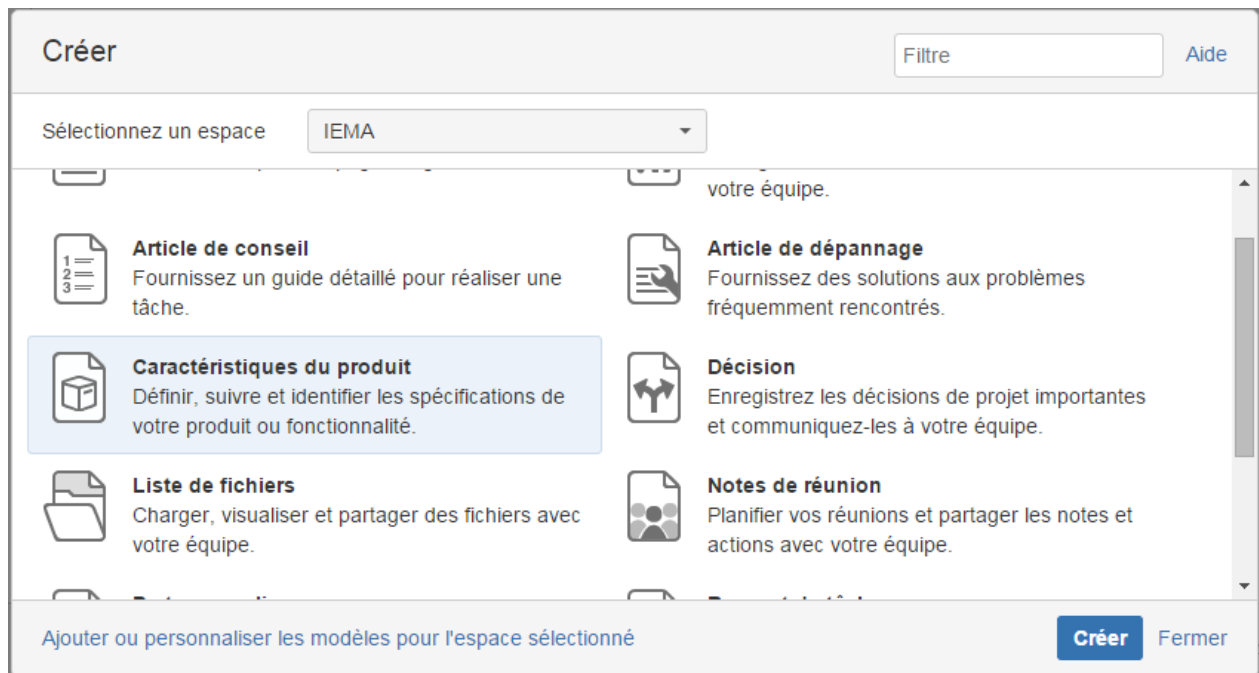 Créer
Filtre
Aide
Sélectionnez un espace
IEMA
votre équipe.
Article de conseil
Fournissez un guide détaillé pour réaliser une
tâche.
Article de dépannage
Fournissez des solutions aux problèmes
fréquemment rencontrés.
Caractéristiques du produit
Définir, suivre et identifier les spécifications de
votre produit ou fonctionnalité.
Décision
Enregistrez les décisions de projet importantes
et communiquez-les à votre équipe.
Liste de fichiers
Charger, visualiser et partager des fichiers avec
votre équipe.
Notes de réunion
Planifier vos réunions et partager les notes et
actions avec votre équipe.
Ajouter ou personnaliser les modèles pour l'espace sélectionné
Créer
Fermer